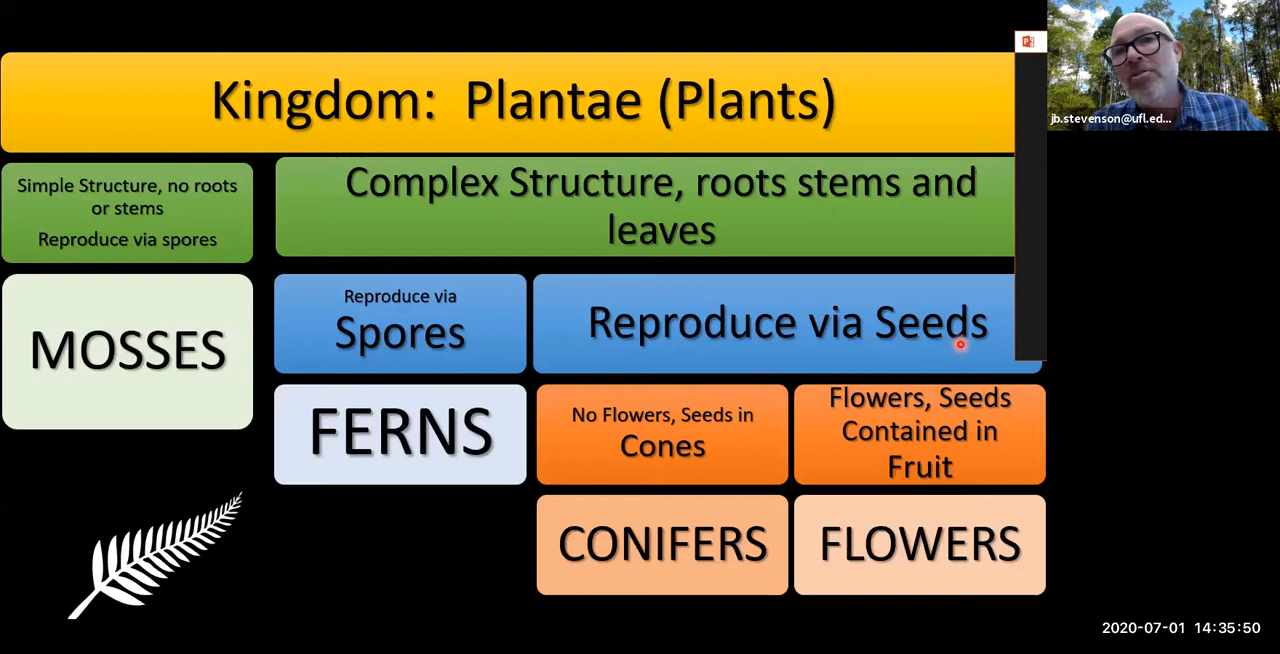 Kingdom: Plantae (Plants)
jb.stevenson@ufl.ed...
Simple Structure, no roots
or stems
Reproduce via spores
Complex Structure, roots stems and
leaves
MOSSES
Reproduce via
Spores
Reproduce via Seeds
FERNS
No Flowers, Seeds in
Cones
Flowers, Seeds
Contained in
Fruit
CONIFERS
FLOWERS
2020-07-01 14:35:50